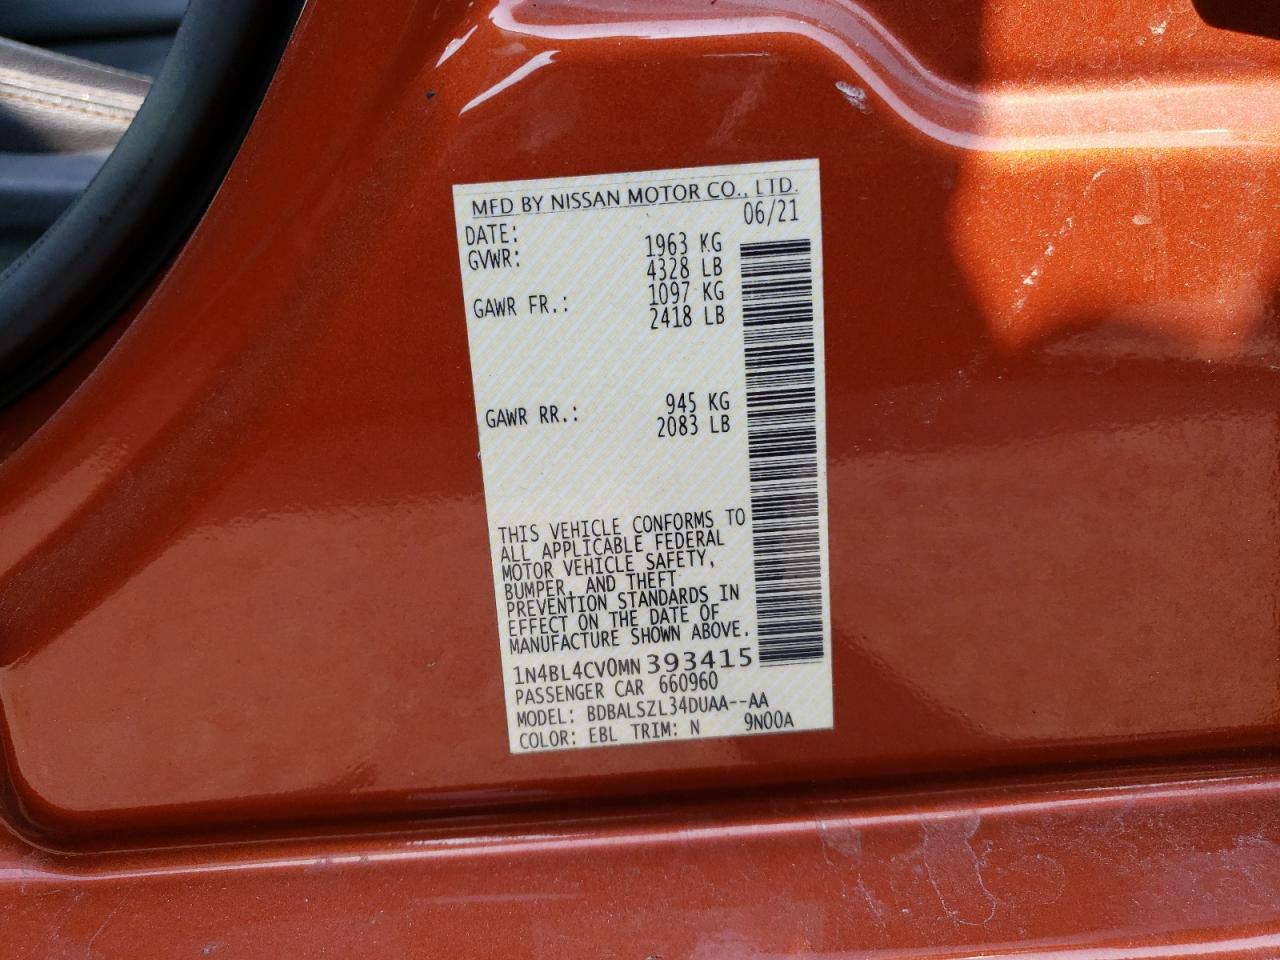 MFD BY NISSAN MOTOR CO., LTD.
DATE: 06/21
GVWR: 1963 KG
4328 LB
GAWR FR.: 1097 KG
2418 LB
GAWR RR.: 945 KG
2083 LB
THIS VEHICLE CONFORMS TO
ALL APPLICABLE FEDERAL
MOTOR VEHICLE SAFETY,
BUMPER, AND THEFT
PREVENTION STANDARDS IN
EFFECT ON THE DATE OF
MANUFACTURE SHOWN ABOVE.
1N4BL4CV0MN393415
PASSENGER CAR 660960
MODEL: BDBALSZL34DUAA--AA
COLOR: EBL TRIM: N 9N00A